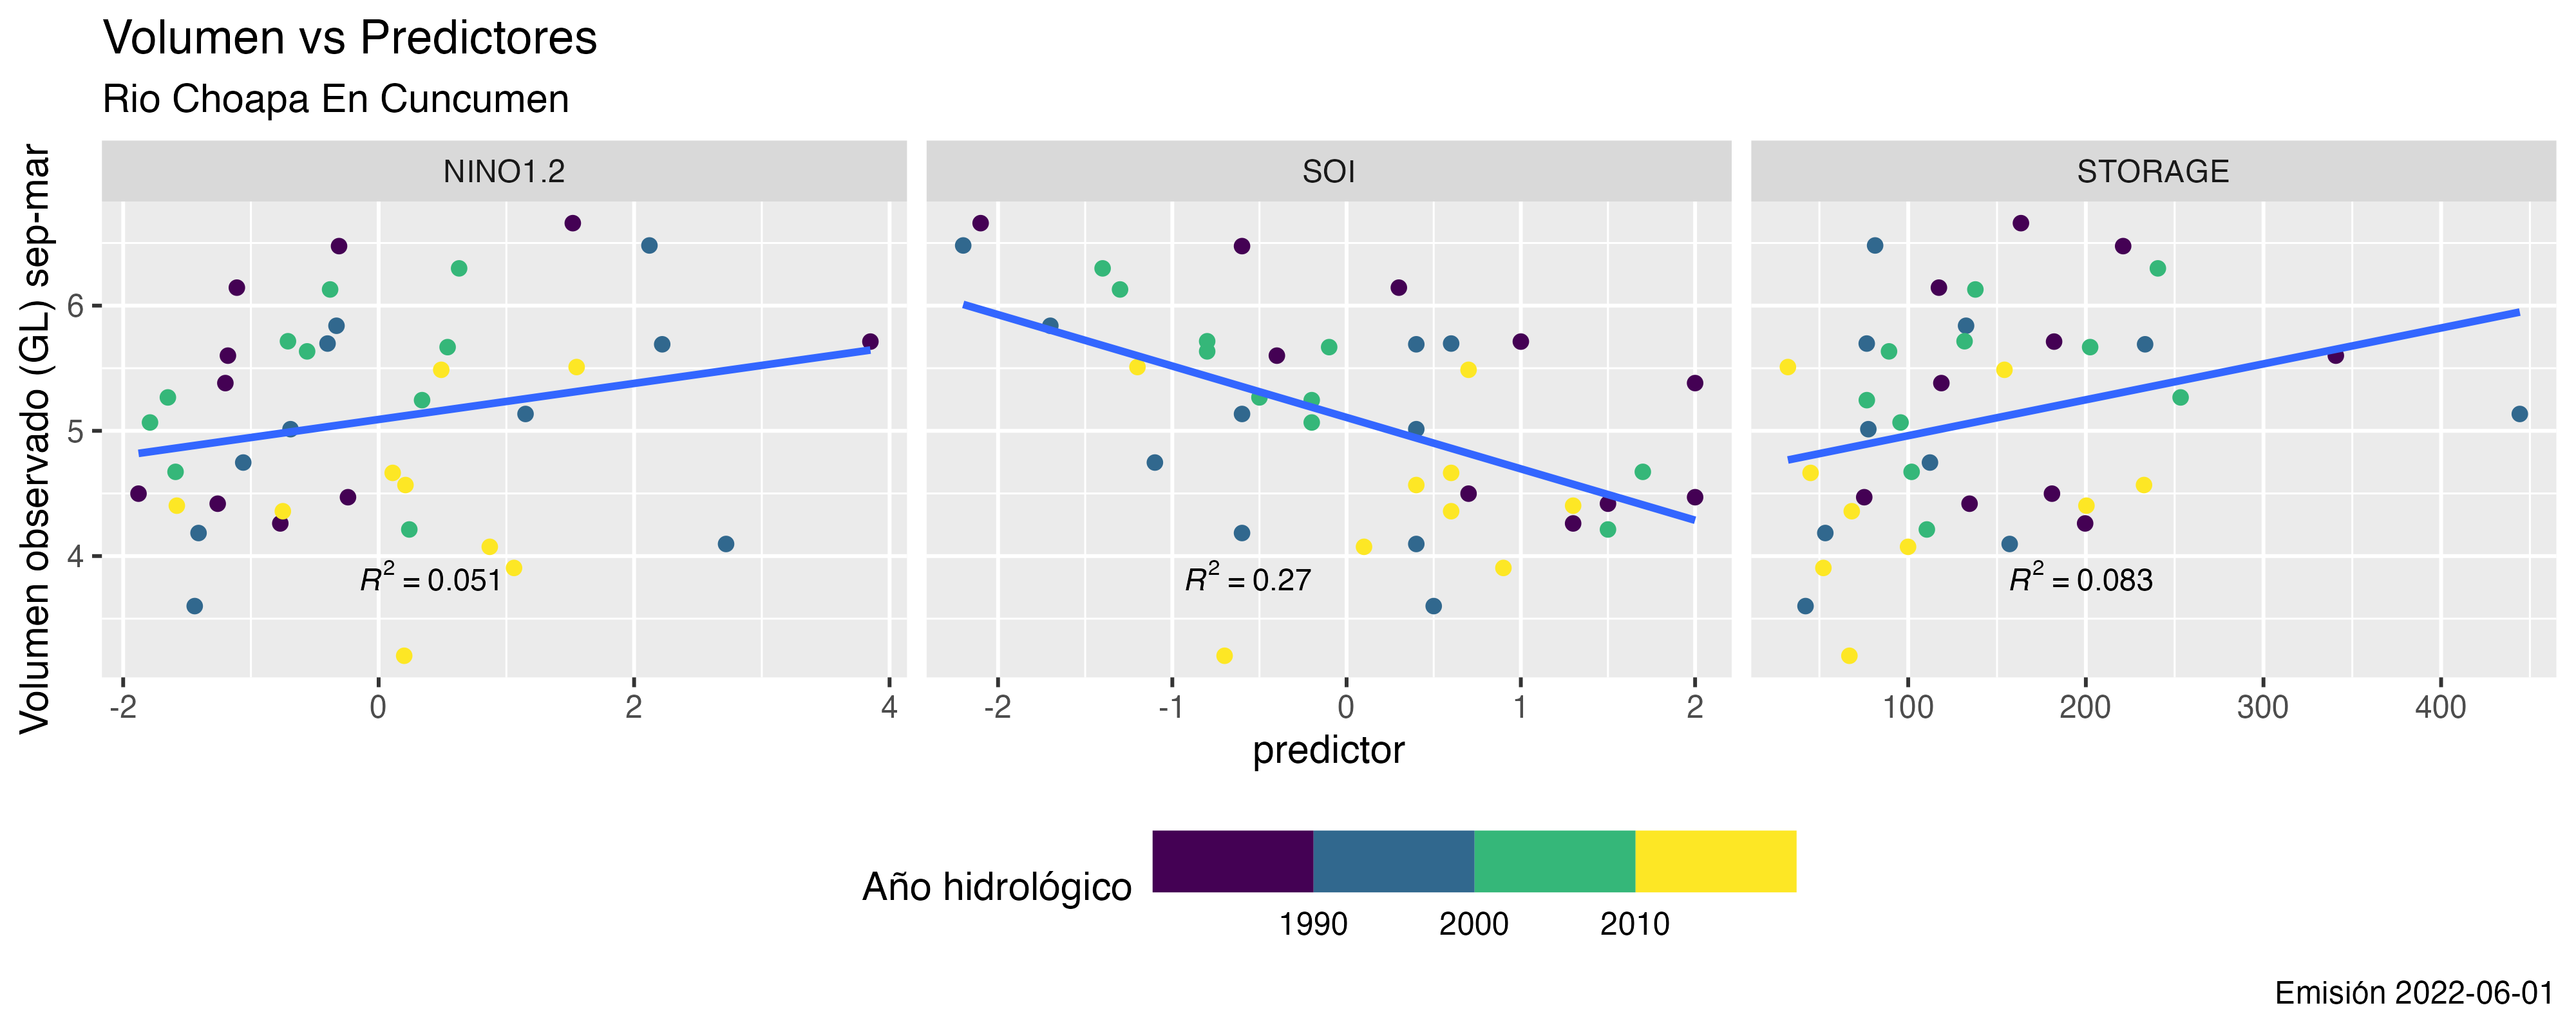 Volumen vs Predictores
Rio Choapa En Cuncumen
NINO1.2 SOI STORAGE
Volumen observado (GL) sep-mar
6
5
4
R² = 0.051 R² = 0.27 R² = 0.083
-2 0 2 4 -2 -1 0 1 2 100 200 300 400
predictor
Año hidrológico
1990 2000 2010
Emisión 2022-06-01